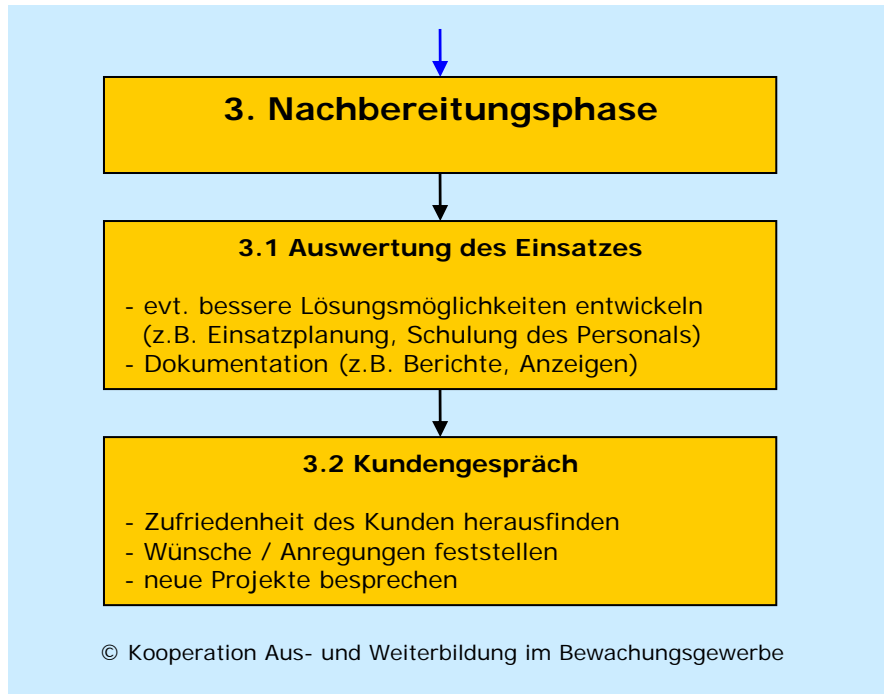 3. Nachbereitungsphase
3.1 Auswertung des Einsatzes
- evt. bessere Lösungsmöglichkeiten entwickeln
(z.B. Einsatzplanung, Schulung des Personals)
- Dokumentation (z.B. Berichte, Anzeigen)
3.2 Kundengespräch
- Zufriedenheit des Kunden herausfinden
- Wünsche / Anregungen feststellen
- neue Projekte besprechen
© Kooperation Aus- und Weiterbildung im Bewachungsgewerbe